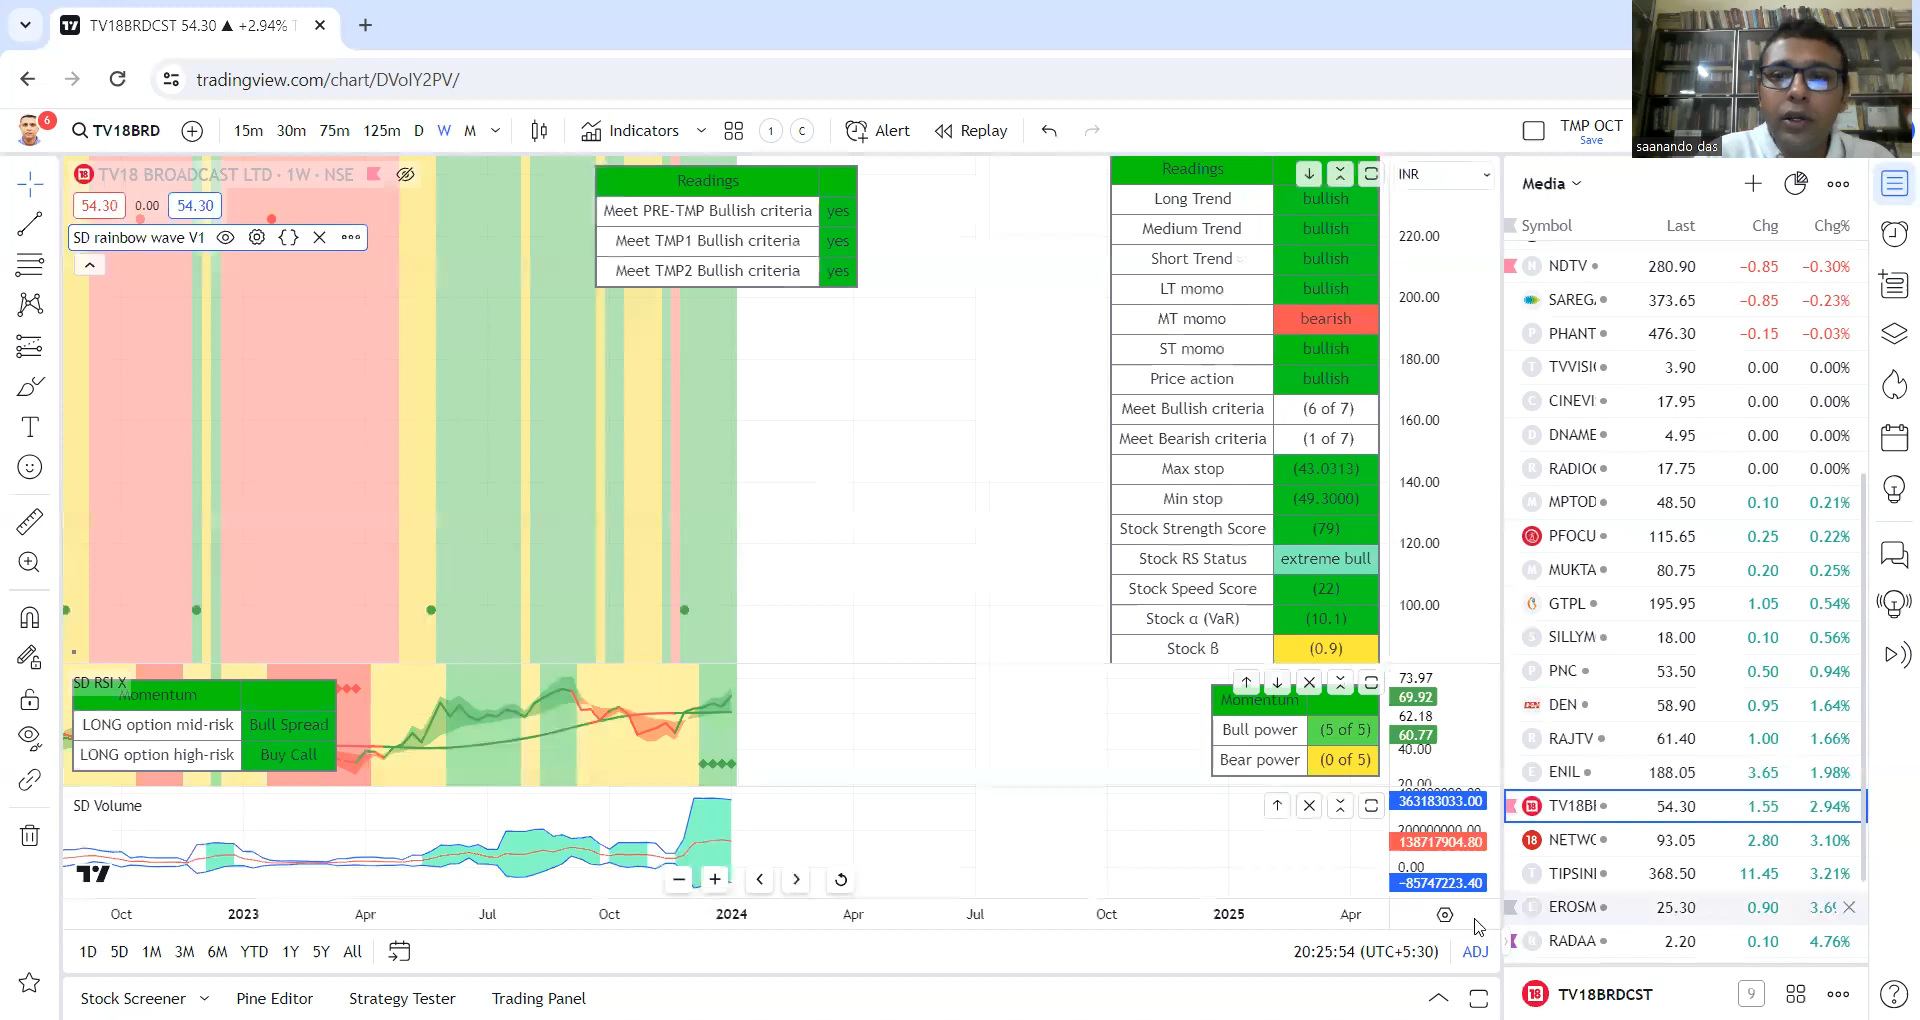 TV18BRDCST 54.30 ▲ +2.94%
tradingview.com/chart/DVolY2PV/
6
TV18BRD
15m 30m 75m 125m D W M
Indicators
1 C
Alert
Replay
TMP OCT
Save
saanando das
TV18 BROADCAST LTD · 1W · NSE
54.30 0.00 54.30
SD rainbow wave V1
Readings
Meet PRE-TMP Bullish criteria yes
Meet TMP1 Bullish criteria yes
Meet TMP2 Bullish criteria yes
Readings
Long Trend bullish
Medium Trend bullish
Short Trend bullish
LT momo bullish
MT momo bearish
ST momo bullish
Price action bullish
Meet Bullish criteria (6 of 7)
Meet Bearish criteria (1 of 7)
Max stop (43.0313)
Min stop (49.3000)
Stock Strength Score (79)
Stock RS Status extreme bull
Stock Speed Score (22)
Stock α (VaR) (10.1)
Stock ß (0.9)
INR
220.00
200.00
180.00
160.00
140.00
120.00
100.00
SD RSI X
Momentum
LONG option mid-risk Bull Spread
LONG option high-risk Buy Call
Momentum
Bull power (5 of 5)
Bear power (0 of 5)
73.97
69.92
62.18
60.77
40.00
20.00
SD Volume
363183033.00
200000000.00
138717904.80
0.00
−85747223.40
Oct 2023 Apr Jul Oct 2024 Apr Jul Oct 2025 Apr
1D 5D 1M 3M 6M YTD 1Y 5Y All
20:25:54 (UTC+5:30) ADJ
Stock Screener Pine Editor Strategy Tester Trading Panel
Media
Symbol Last Chg Chg%
NDTV 280.90 −0.85 −0.30%
SAREG 373.65 −0.85 −0.23%
PHANT 476.30 −0.15 −0.03%
TVVISI 3.90 0.00 0.00%
CINEVI 17.95 0.00 0.00%
DNAME 4.95 0.00 0.00%
RADIO 17.75 0.00 0.00%
MPTOD 48.50 0.10 0.21%
PFOCU 115.65 0.25 0.22%
MUKTA 80.75 0.20 0.25%
GTPL 195.95 1.05 0.54%
SILLYM 18.00 0.10 0.56%
PNC 53.50 0.50 0.94%
DEN 58.90 0.95 1.64%
RAJTV 61.40 1.00 1.66%
ENIL 188.05 3.65 1.98%
TV18BI 54.30 1.55 2.94%
NETWO 93.05 2.80 3.10%
TIPSINI 368.50 11.45 3.21%
EROSM 25.30 0.90 3.69
RADAA 2.20 0.10 4.76%
18 TV18BRDCST 9